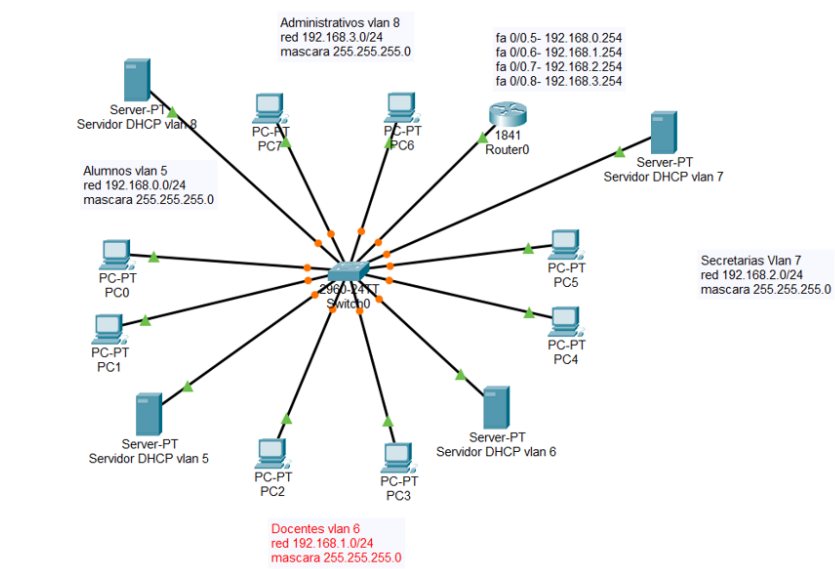 Administrativos vlan 8
red 192.168.3.0/24
mascara 255.255.255.0
fa 0/0.5- 192.168.0.254
fa 0/0.6- 192.168.1.254
fa 0/0.7- 192.168.2.254
fa 0/0.8- 192.168.3.254
Server-PT
Servidor DHCP vlan 8
PC-PT
PC7
PC-PT
PC6
1841
Router0
Server-PT
Servidor DHCP vlan 7
Alumnos vlan 5
red 192.168.0.0/24
mascara 255.255.255.0
PC-PT
PC0
PC-PT
PC5
Secretarias Vlan 7
red 192.168.2.0/24
mascara 255.255.255.0
2960-24TT
Switch0
PC-PT
PC1
PC-PT
PC4
Server-PT
Servidor DHCP vlan 5
Server-PT
Servidor DHCP vlan 6
PC-PT
PC2
PC-PT
PC3
Docentes vlan 6
red 192.168.1.0/24
mascara 255.255.255.0